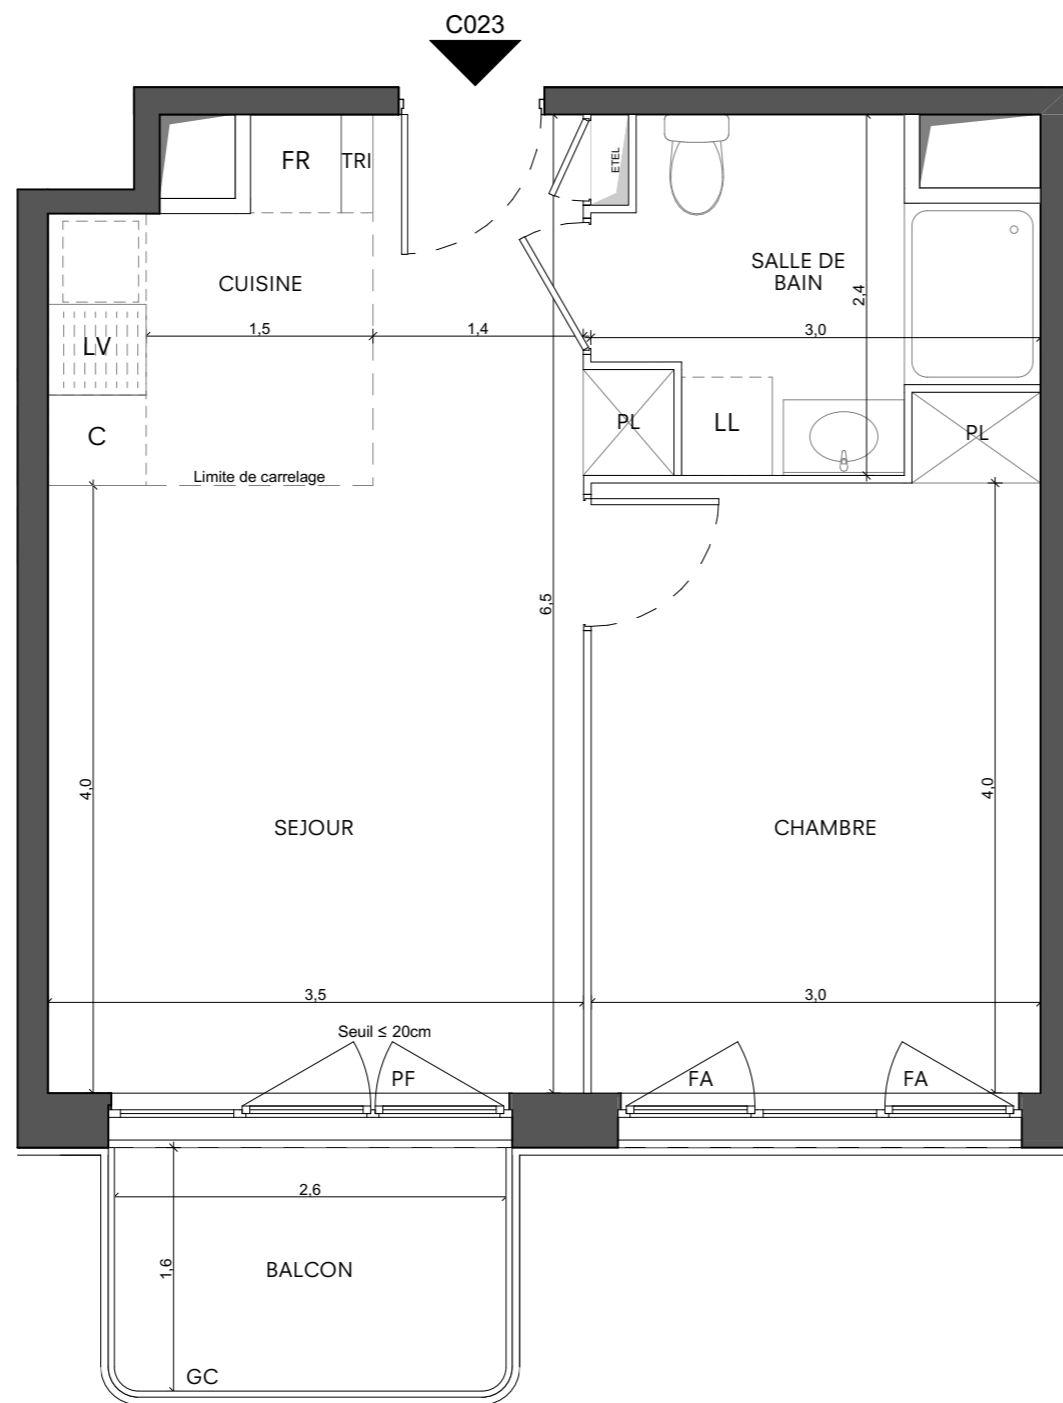 C023
FR
TRI
ETEL
CUISINE
SALLE DE
BAIN
1,5
1,4
2,4
3,0
LV
C
PL
LL
PL
Limite de carrelage
6,5
4,0
4,0
SEJOUR
CHAMBRE
3,5
3,0
Seuil ≤ 20cm
PF
FA
FA
2,6
1,6
BALCON
GC